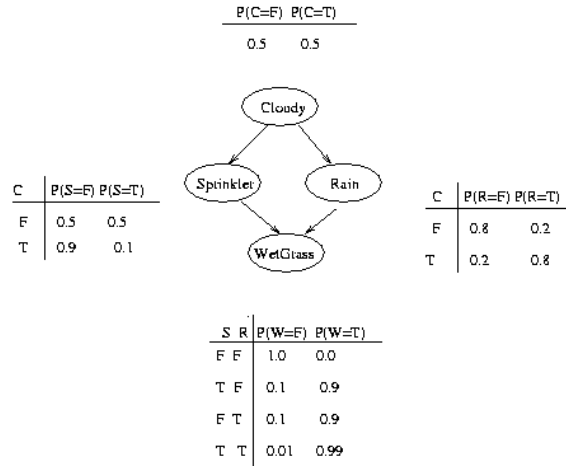 P(C=F) P(C=T)
0.5 0.5
Cloudy
Sprinkler
Rain
WetGrass
C P(S=F) P(S=T)
F 0.5 0.5
T 0.9 0.1
C P(R=F) P(R=T)
F 0.8 0.2
T 0.2 0.8
S R P(W=F) P(W=T)
F F 1.0 0.0
T F 0.1 0.9
F T 0.1 0.9
T T 0.01 0.99